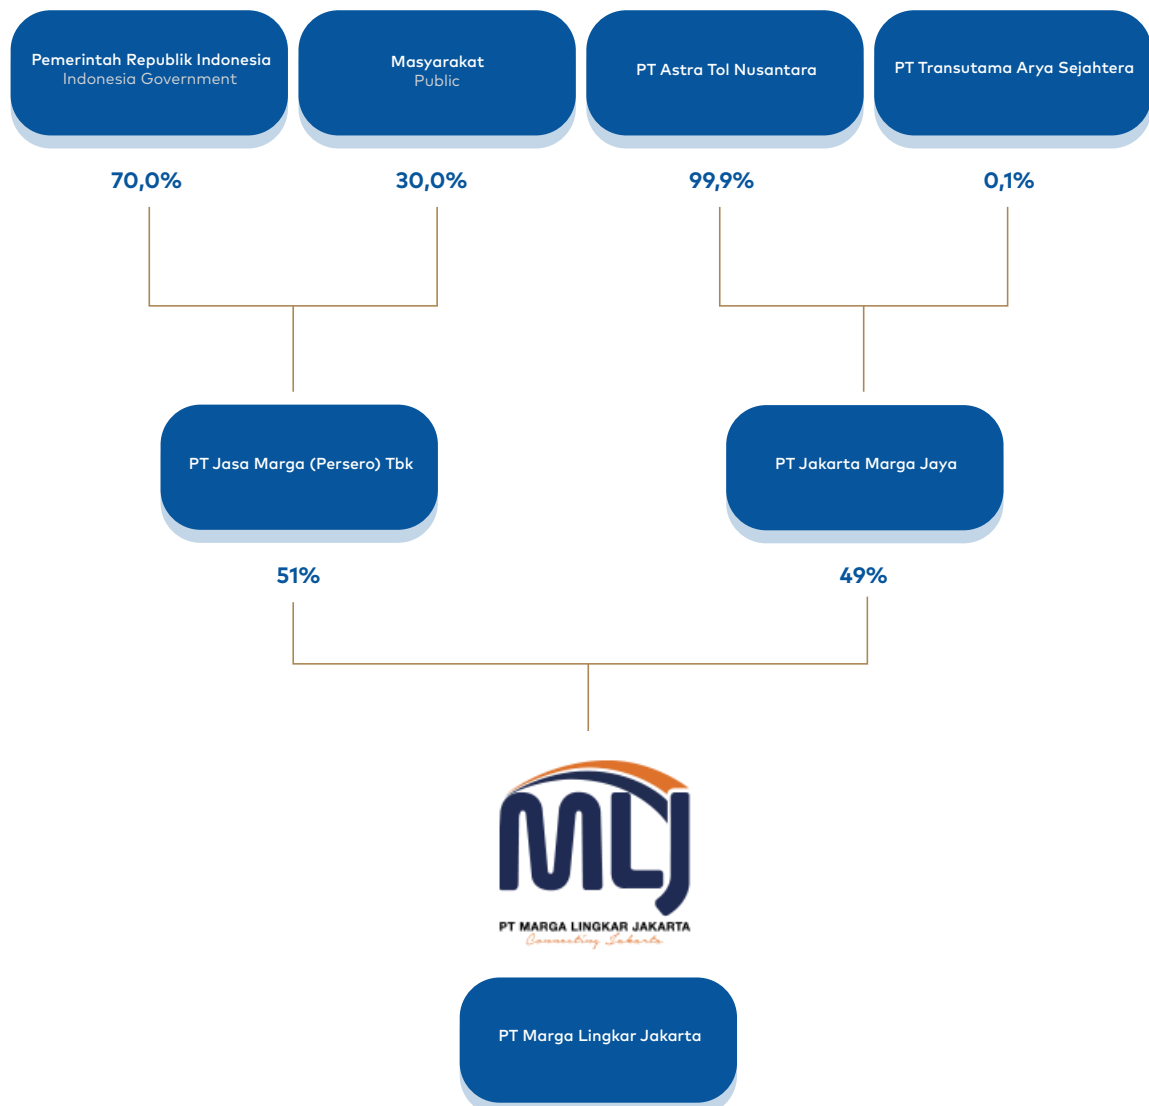 Pemerintah Republik Indonesia
Indonesia Government
Masyarakat
Public
PT Astra Tol Nusantara
PT Transutama Arya Sejahtera
70,0%
30,0%
99,9%
0,1%
PT Jasa Marga (Persero) Tbk
PT Jakarta Marga Jaya
51%
49%
MLJ
PT MARGA LINGKAR JAKARTA
Connecting Jakarta
PT Marga Lingkar Jakarta